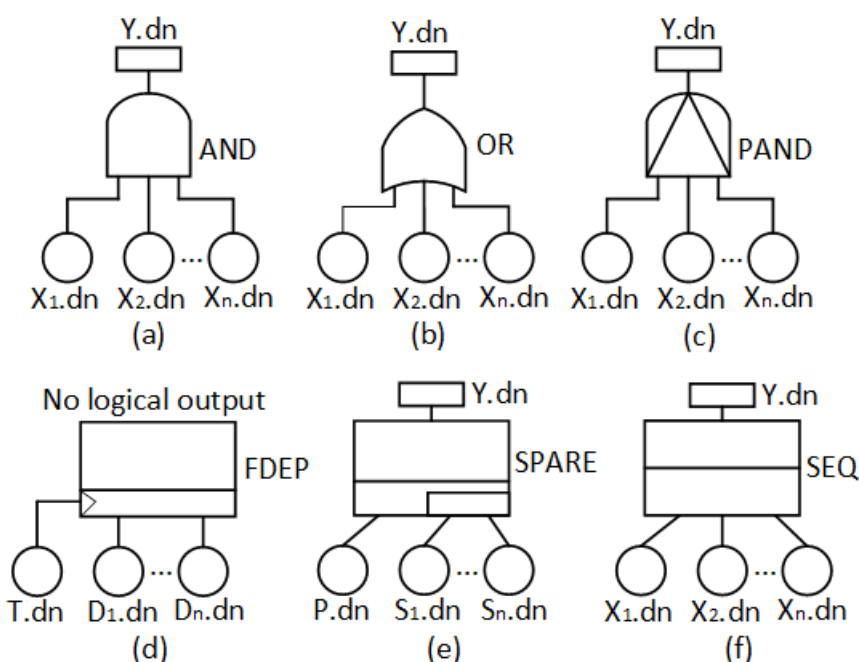 Y.dn Y.dn Y.dn
AND OR PAND
X₁.dn X₂.dn Xₙ.dn X₁.dn X₂.dn Xₙ.dn X₁.dn X₂.dn Xₙ.dn
(a) (b) (c)
No logical output Y.dn Y.dn
FDEP SPARE SEQ
T.dn D₁.dn Dₙ.dn P.dn S₁.dn Sₙ.dn X₁.dn X₂.dn Xₙ.dn
(d) (e) (f)